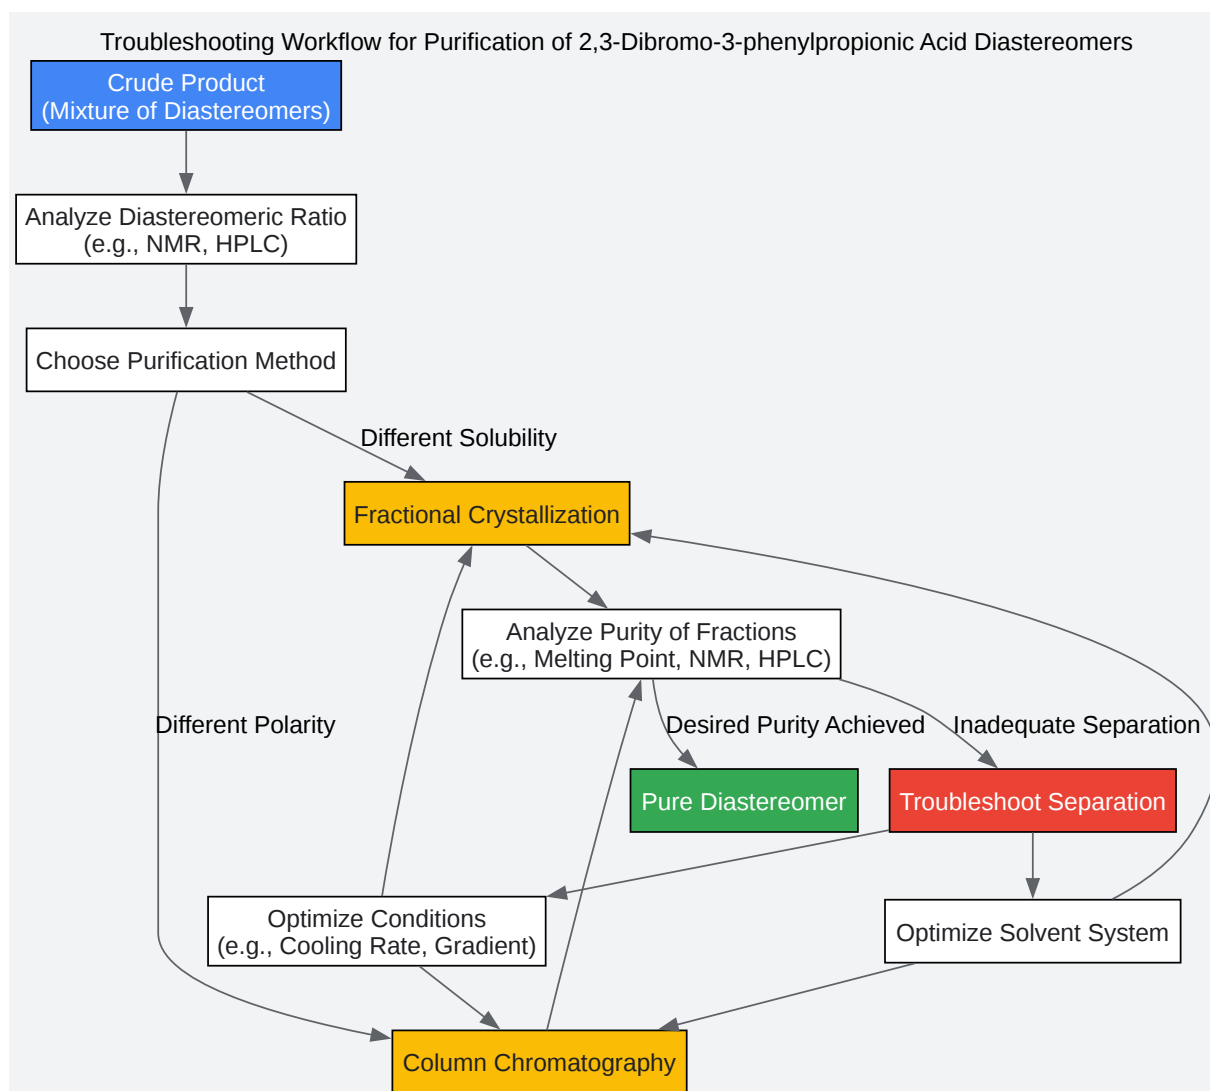 Troubleshooting Workflow for Purification of 2,3-Dibromo-3-phenylpropionic Acid Diastereomers
Crude Product
(Mixture of Diastereomers)
Analyze Diastereomeric Ratio
(e.g., NMR, HPLC)
Choose Purification Method
Different Solubility
Fractional Crystallization
Analyze Purity of Fractions
(e.g., Melting Point, NMR, HPLC)
Different Polarity
Desired Purity Achieved
Inadequate Separation
Pure Diastereomer
Troubleshoot Separation
Optimize Conditions
(e.g., Cooling Rate, Gradient)
Optimize Solvent System
Column Chromatography